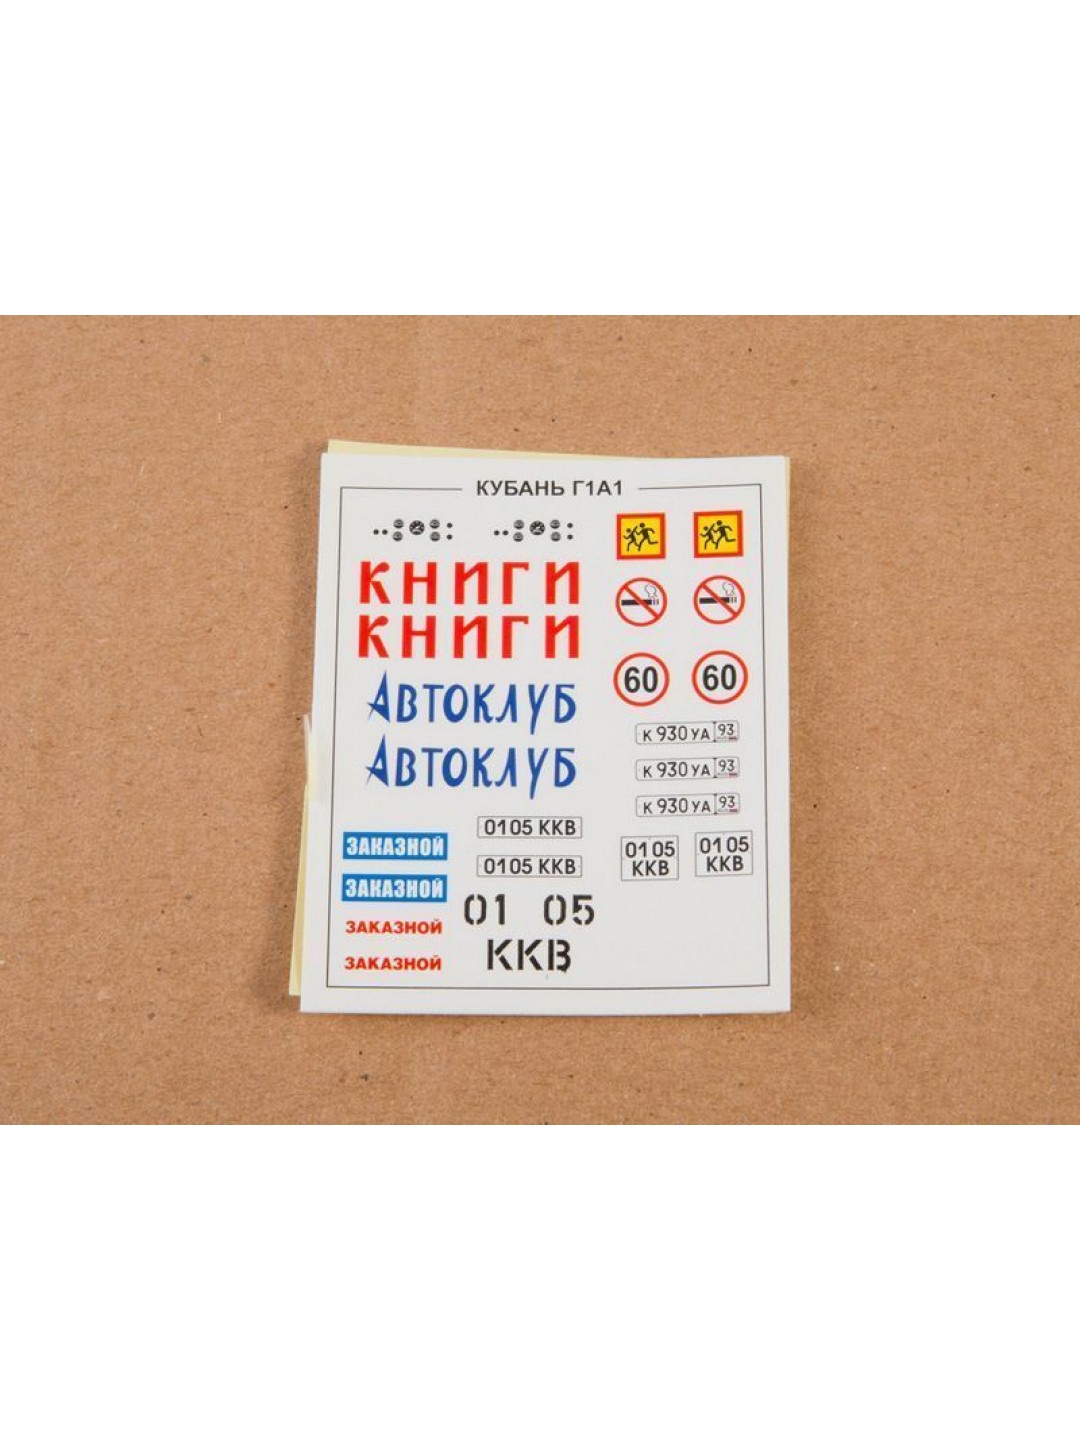 КУБАНЬ Г1А1
КНИГИ
КНИГИ
АВТОКЛУБ
АВТОКЛУБ
60
60
К 930 УА 93
К 930 УА 93
К 930 УА 93
0105 ККВ
0105 ККВ
0105
ККВ
0105
ККВ
ЗАКАЗНОЙ
ЗАКАЗНОЙ
ЗАКАЗНОЙ
ЗАКАЗНОЙ
01 05
ККВ